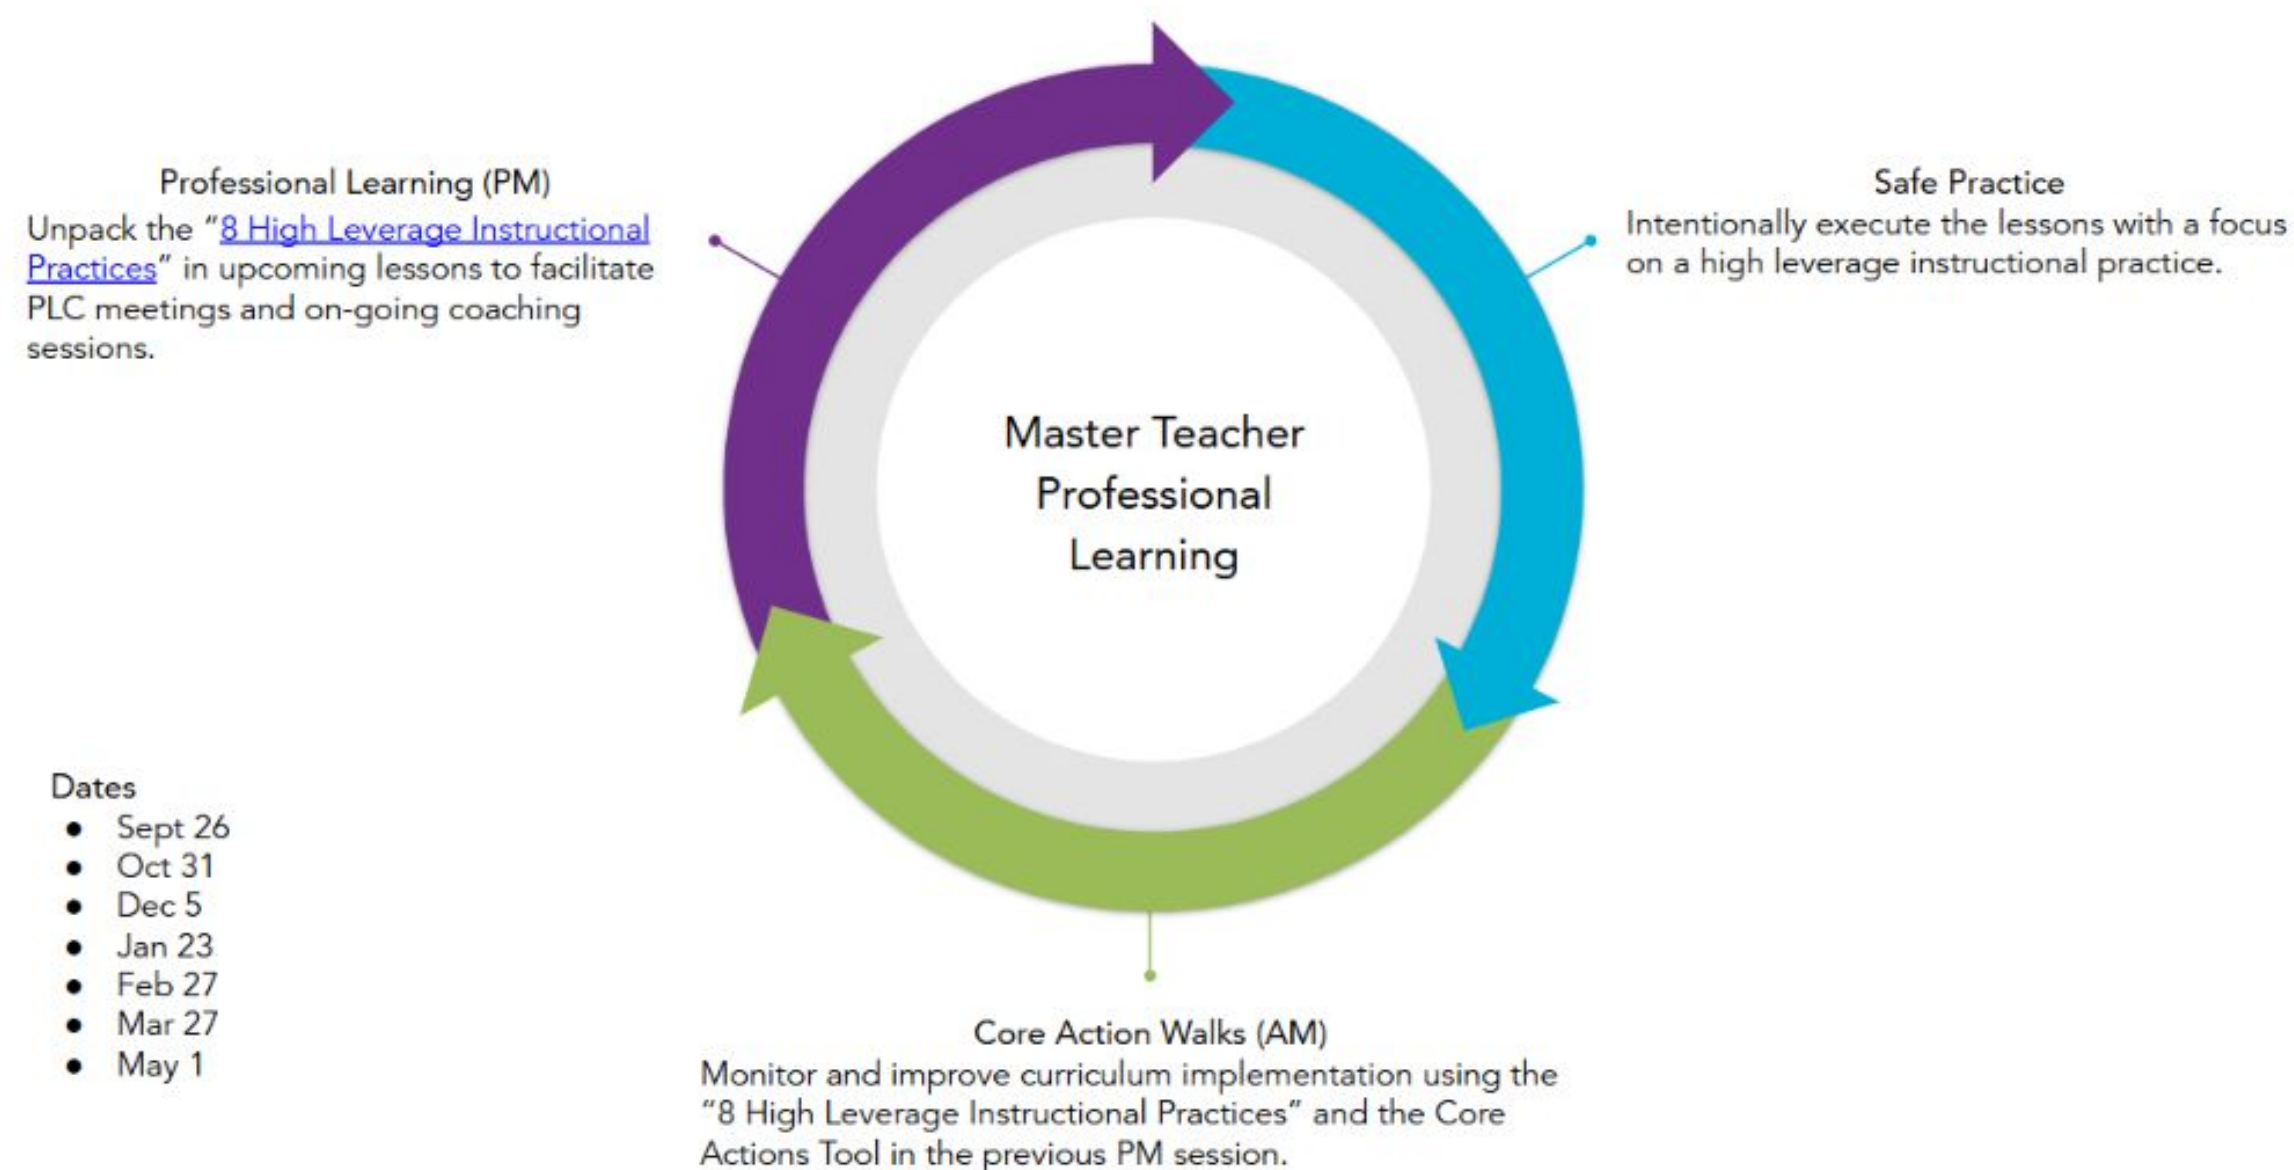 Professional Learning (PM)
Unpack the “8 High Leverage Instructional
Practices” in upcoming lessons to facilitate
PLC meetings and on-going coaching
sessions.
Safe Practice
Intentionally execute the lessons with a focus
on a high leverage instructional practice.
Master Teacher
Professional
Learning
Dates
● Sept 26
● Oct 31
● Dec 5
● Jan 23
● Feb 27
● Mar 27
● May 1
Core Action Walks (AM)
Monitor and improve curriculum implementation using the
“8 High Leverage Instructional Practices” and the Core
Actions Tool in the previous PM session.